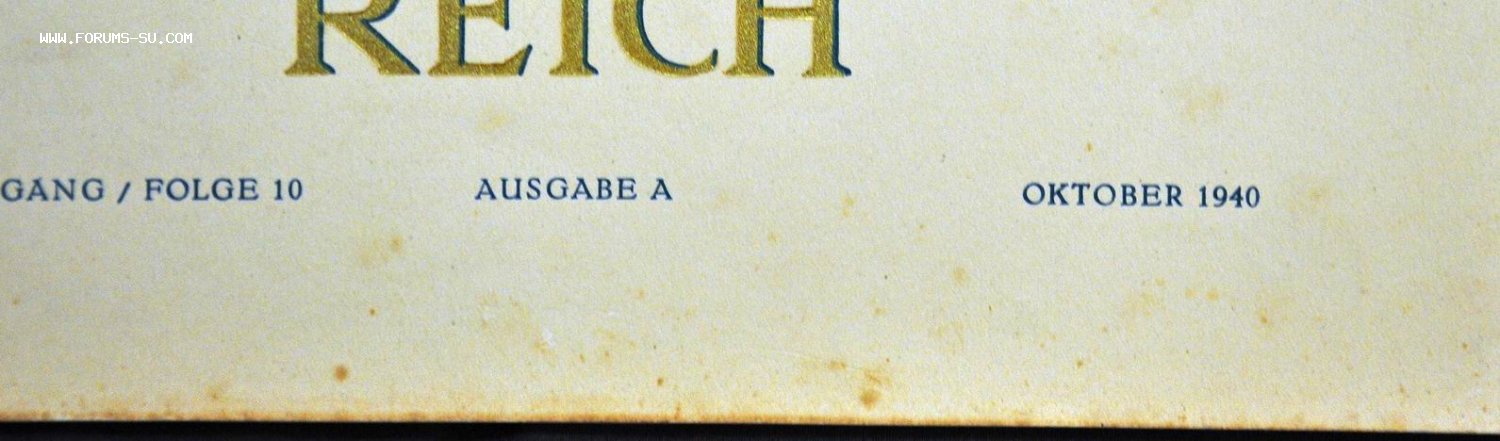 WWW.FORUMS-SU.COM
REICH
GANG / FOLGE 10 AUSGABE A OKTOBER 1940